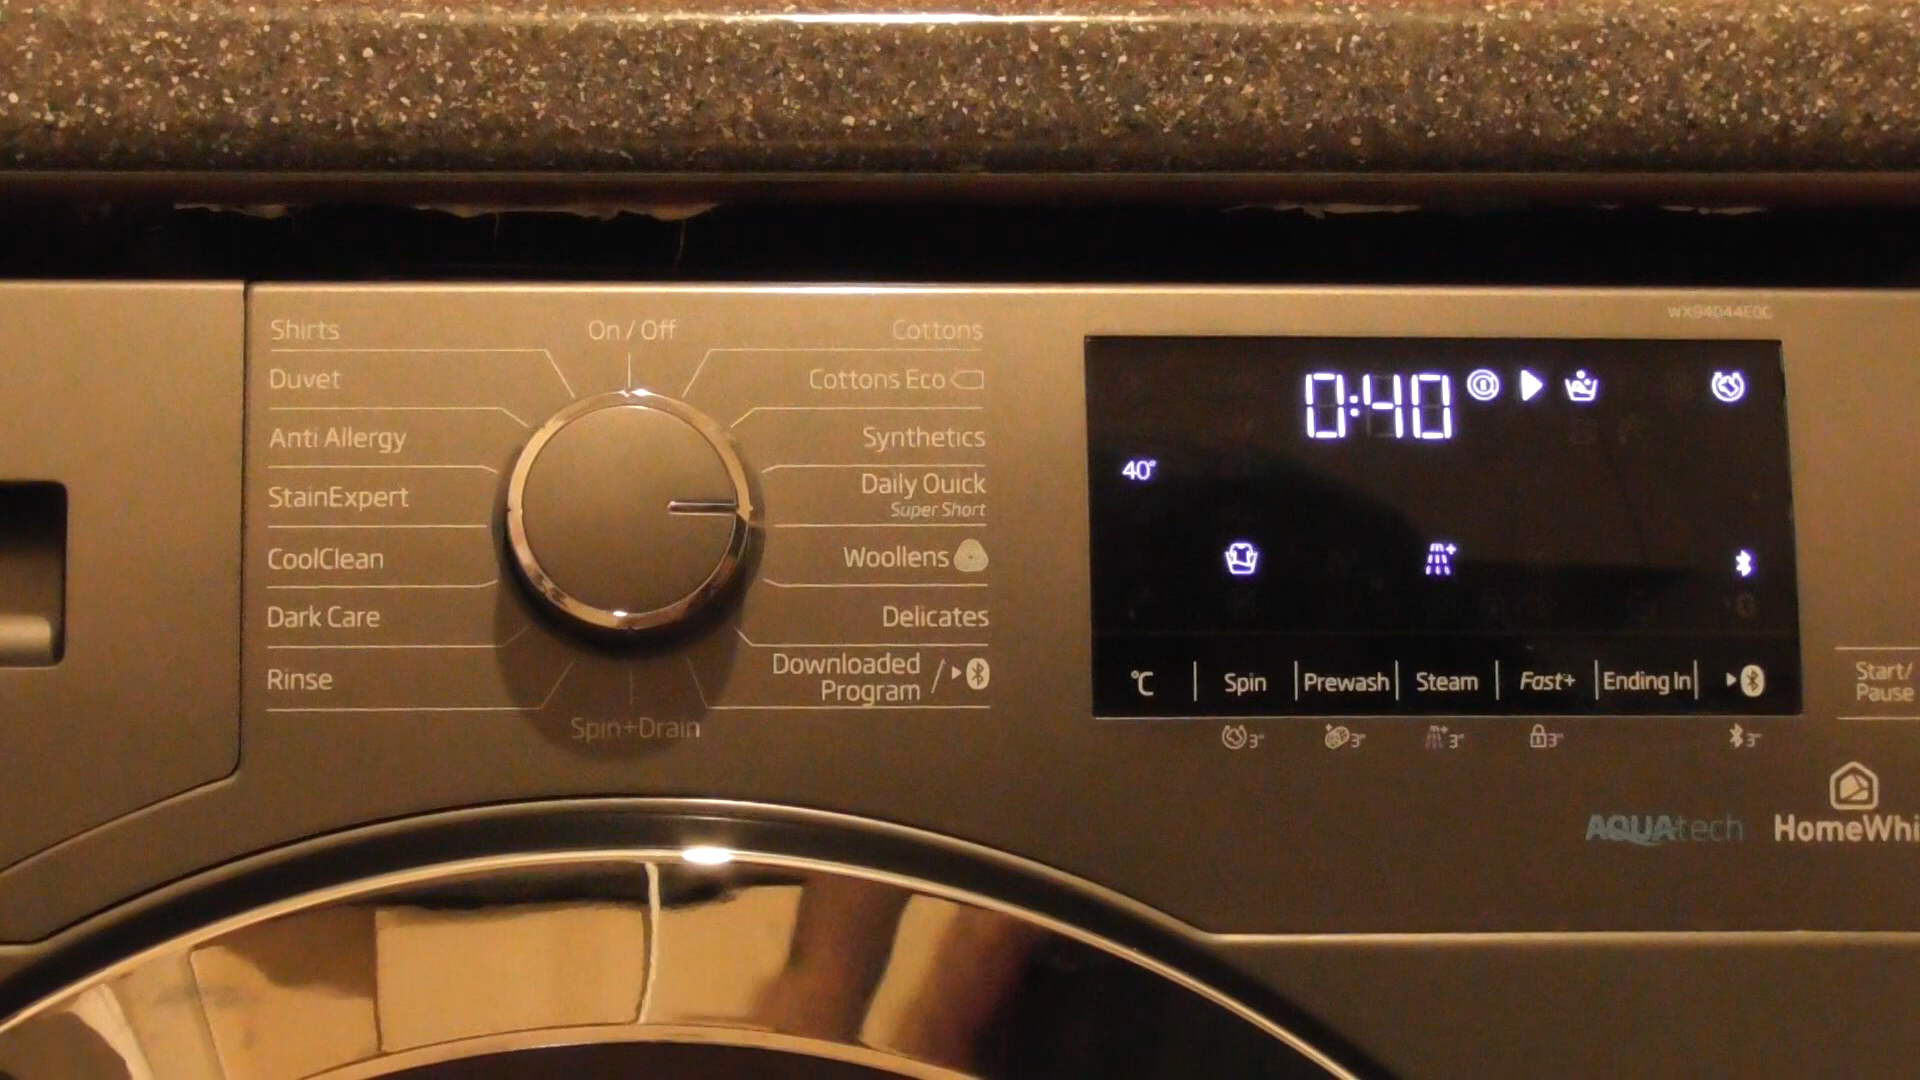 WX94044E0G
Shirts
On / Off
Cottons
Duvet
Cottons Eco
Anti Allergy
Synthetics
StainExpert
Daily Quick
Super Short
CoolClean
Woollens
Dark Care
Delicates
Rinse
Downloaded
Program /
Spin+Drain
0:40
40°
°C | Spin | Prewash | Steam | Fast+ | Ending In |
3" 3" 3" 3" 3"
Start/
Pause
AQUAtech
HomeWhi